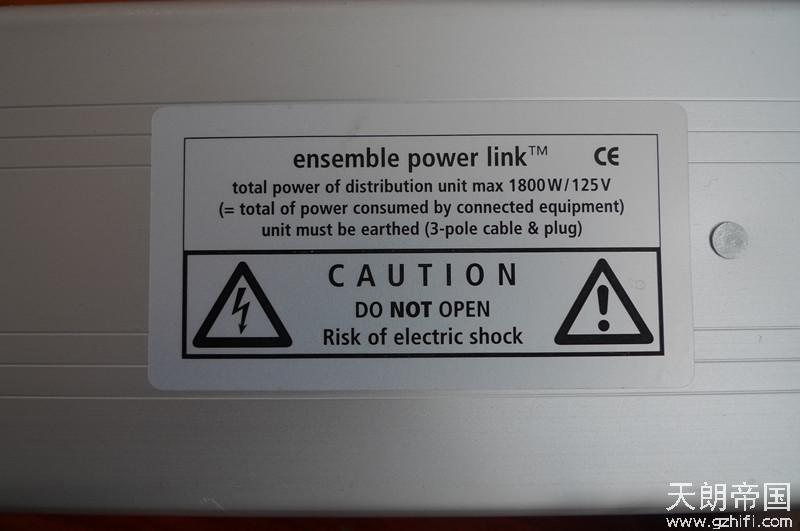 ensemble power link™ CE
total power of distribution unit max 1800W/125V
(= total of power consumed by connected equipment)
unit must be earthed (3-pole cable & plug)
CAUTION
DO NOT OPEN
Risk of electric shock
天朗帝国
www.gzhifi.com